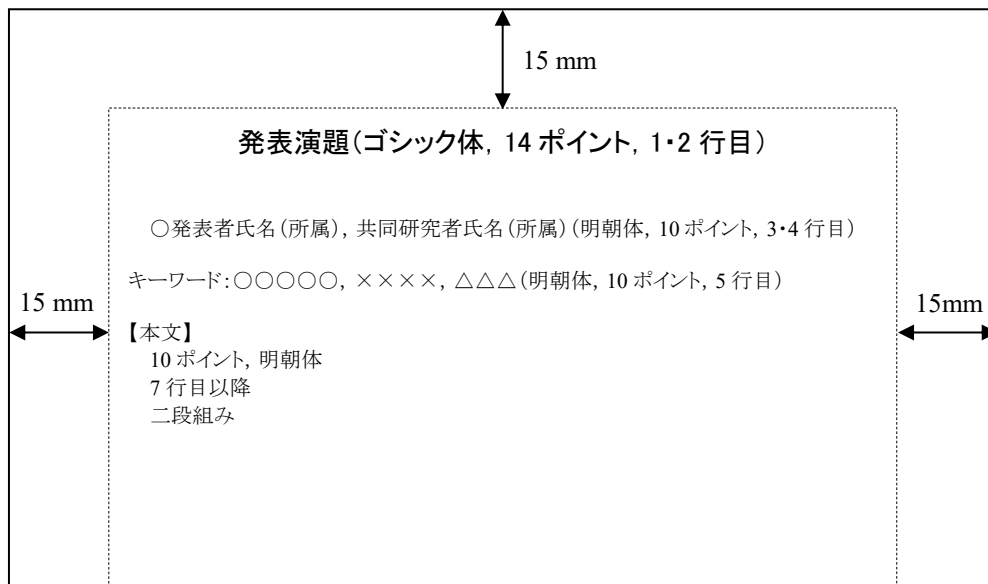 15 mm
発表演題(ゴシック体, 14 ポイント, 1・2 行目)
○発表者氏名(所属), 共同研究者氏名(所属)(明朝体, 10 ポイント, 3・4 行目)
キーワード:○○○○○, ××××, △△△(明朝体, 10 ポイント, 5 行目)
15 mm
15mm
【本文】
10 ポイント, 明朝体
7 行目以降
二段組み